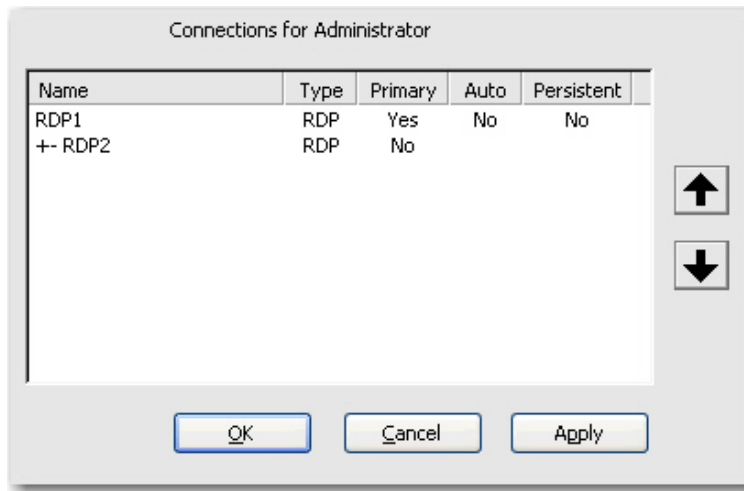 Connections for Administrator
Name Type Primary Auto Persistent
RDP1 RDP Yes No No
+- RDP2 RDP No
OK Cancel Apply